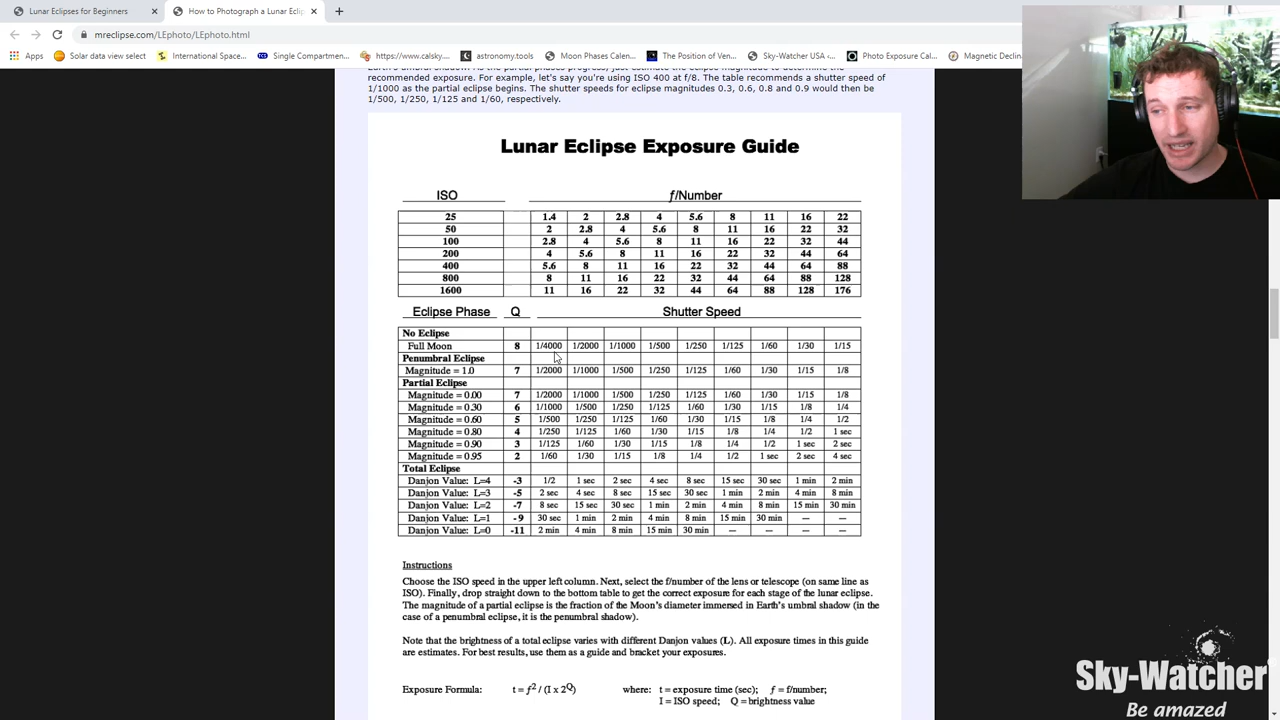 Lunar Eclipses for Beginners × How to Photograph a Lunar Eclip × +
mreclipse.com/LEphoto/LEphoto.html
Apps Solar data view select International Space... Single Compartmen... https://www.calsky... astronomy.tools Moon Phases Calen... The Position of Ven... Sky-Watcher USA Photo Exposure Cal... Magnetic Declin
recommended exposure. For example, let's say you're using ISO 400 at f/8. The table recommends a shutter speed of
1/1000 as the partial eclipse begins. The shutter speeds for eclipse magnitudes 0.3, 0.6, 0.8 and 0.9 would then be
1/500, 1/250, 1/125 and 1/60, respectively.
Lunar Eclipse Exposure Guide
ISO ƒ/Number
25 1.4 2 2.8 4 5.6 8 11 16 22
50 2 2.8 4 5.6 8 11 16 22 32
100 2.8 4 5.6 8 11 16 22 32 44
200 4 5.6 8 11 16 22 32 44 64
400 5.6 8 11 16 22 32 44 64 88
800 8 11 16 22 32 44 64 88 128
1600 11 16 22 32 44 64 88 128 176
Eclipse Phase Q Shutter Speed
No Eclipse
Full Moon 8 1/4000 1/2000 1/1000 1/500 1/250 1/125 1/60 1/30 1/15
Penumbral Eclipse
Magnitude = 1.0 7 1/2000 1/1000 1/500 1/250 1/125 1/60 1/30 1/15 1/8
Partial Eclipse
Magnitude = 0.00 7 1/2000 1/1000 1/500 1/250 1/125 1/60 1/30 1/15 1/8
Magnitude = 0.30 6 1/1000 1/500 1/250 1/125 1/60 1/30 1/15 1/8 1/4
Magnitude = 0.60 5 1/500 1/250 1/125 1/60 1/30 1/15 1/8 1/4 1/2
Magnitude = 0.80 4 1/250 1/125 1/60 1/30 1/15 1/8 1/4 1/2 1 sec
Magnitude = 0.90 3 1/125 1/60 1/30 1/15 1/8 1/4 1/2 1 sec 2 sec
Magnitude = 0.95 2 1/60 1/30 1/15 1/8 1/4 1/2 1 sec 2 sec 4 sec
Total Eclipse
Danjon Value: L=4 -3 1/2 1 sec 2 sec 4 sec 8 sec 15 sec 30 sec 1 min 2 min
Danjon Value: L=3 -5 2 sec 4 sec 8 sec 15 sec 30 sec 1 min 2 min 4 min 8 min
Danjon Value: L=2 -7 8 sec 15 sec 30 sec 1 min 2 min 4 min 8 min 15 min 30 min
Danjon Value: L=1 -9 30 sec 1 min 2 min 4 min 8 min 15 min 30 min — —
Danjon Value: L=0 -11 2 min 4 min 8 min 15 min 30 min — — — —
Instructions
Choose the ISO speed in the upper left column. Next, select the f/number of the lens or telescope (on same line as
ISO). Finally, drop straight down to the bottom table to get the correct exposure for each stage of the lunar eclipse.
The magnitude of a partial eclipse is the fraction of the Moon's diameter immersed in Earth's umbral shadow (in the
case of a penumbral eclipse, it is the penumbral shadow).
Note that the brightness of a total eclipse varies with different Danjon values (L). All exposure times in this guide
are estimates. For best results, use them as a guide and bracket your exposures.
Exposure Formula: t = ƒ² / (I x 2^Q) where: t = exposure time (sec); ƒ = f/number;
I = ISO speed; Q = brightness value
Sky-Watcher
Be amazed